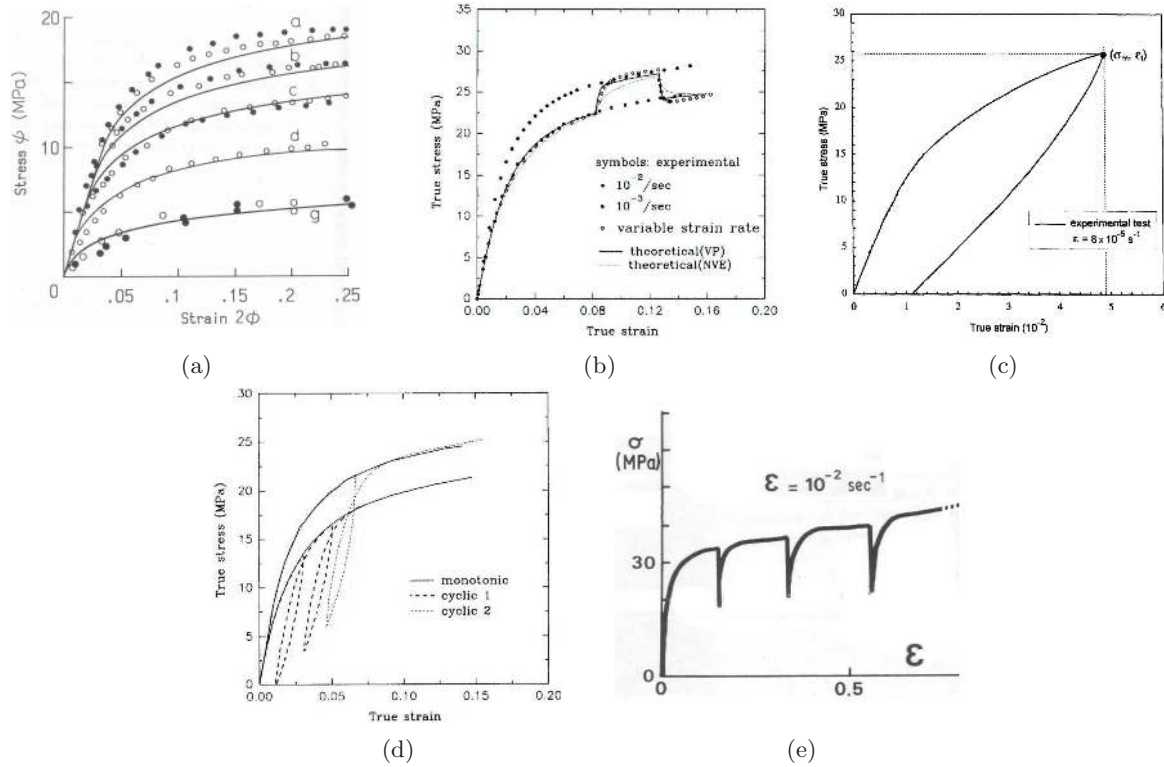 20
10
0
Stress ϕ (MPa)
a
b
c
d
e
.05
.1
.15
.2
.25
Strain 2Φ
(a)
35
30
25
20
15
10
5
0
True stress (MPa)
symbols: experimental
10⁻²/sec
10⁻³/sec
variable strain rate
theoretical(VP)
theoretical(NVE)
0.00 0.04 0.08 0.12 0.16 0.20
True strain
(b)
30
25
20
15
10
5
0
True stress (MPa)
experimental test
= 8 x 10⁻⁵ s⁻¹
0 1 2 3 4 5 6
True strain (10⁻²)
(c)
30
25
20
15
10
5
0
True stress (MPa)
monotonic
cyclic 1
cyclic 2
0.00 0.05 0.10 0.15 0.20
True strain
(d)
σ
(MPa)
30
0
ε = 10⁻² sec⁻¹
ε
0 0.5
(e)